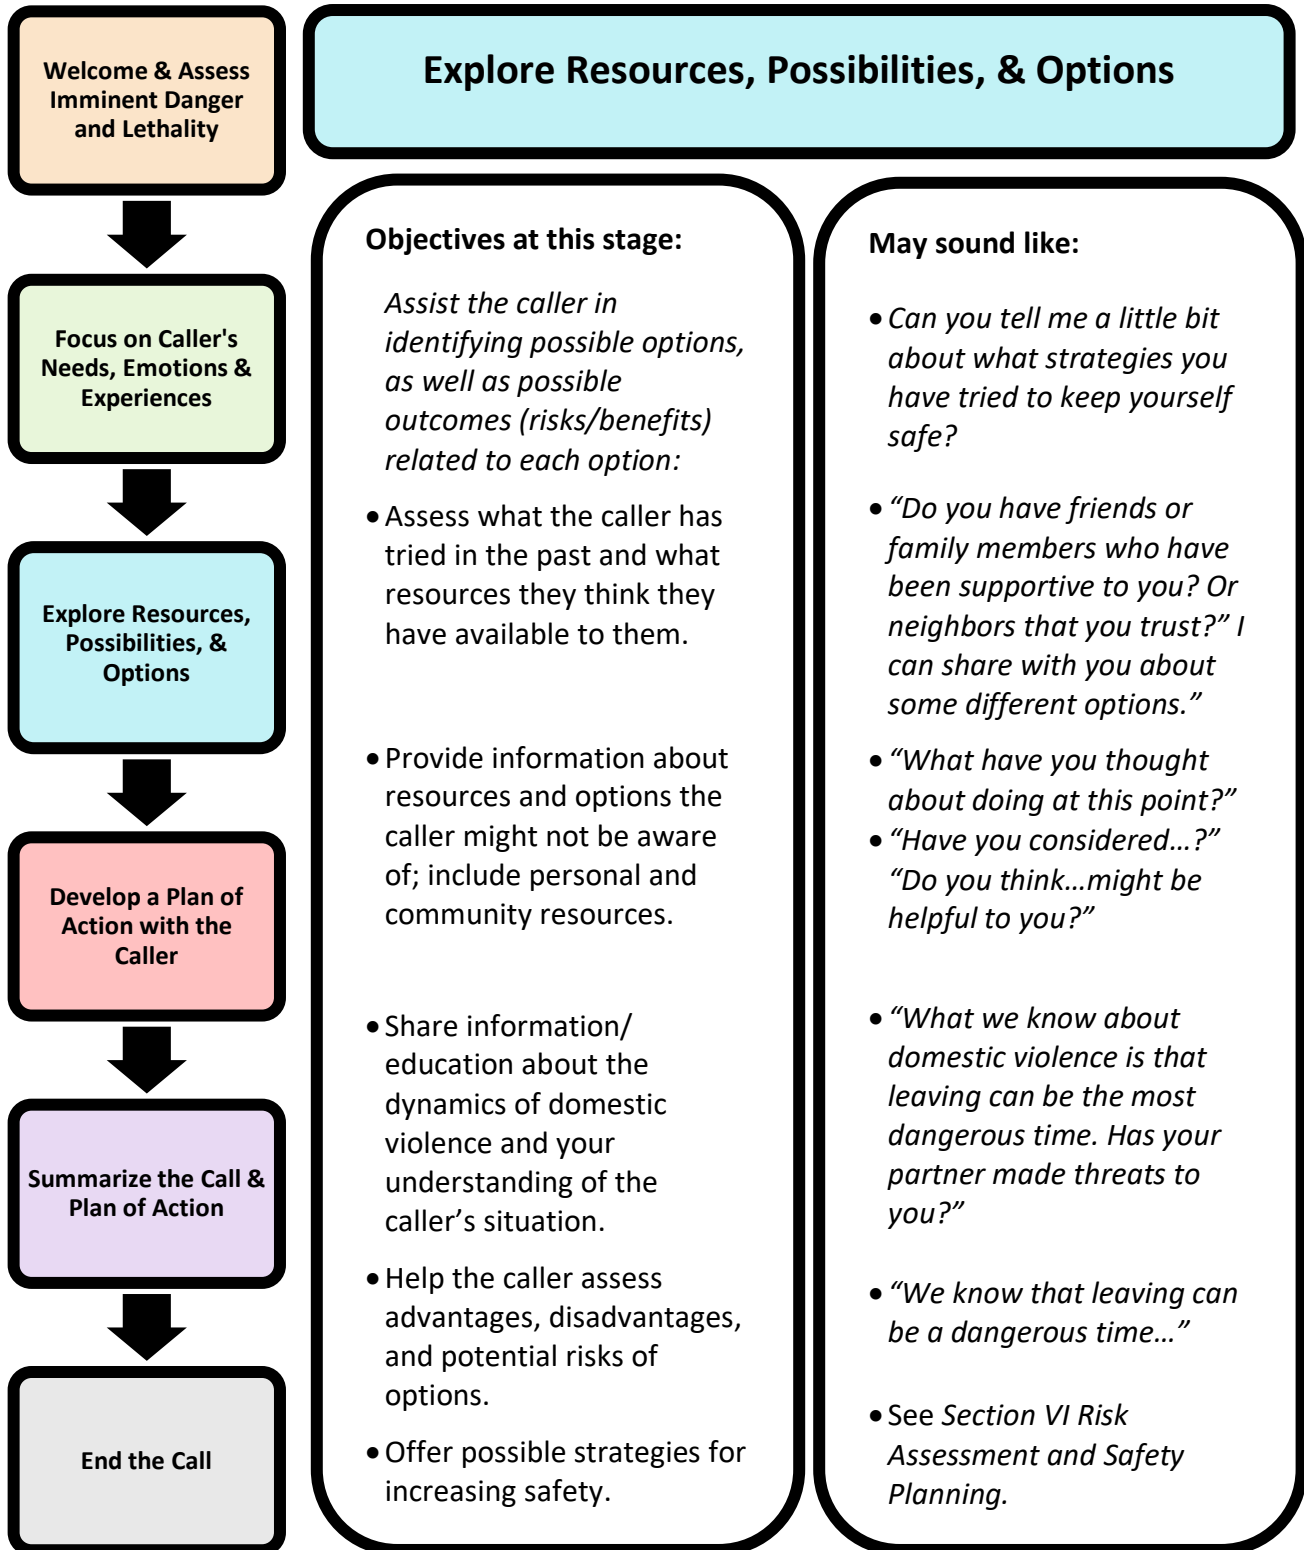 Welcome & Assess
Imminent Danger
and Lethality
Focus on Caller's
Needs, Emotions &
Experiences
Explore Resources,
Possibilities, &
Options
Develop a Plan of
Action with the
Caller
Summarize the Call &
Plan of Action
End the Call
Explore Resources, Possibilities, & Options
Objectives at this stage:
Assist the caller in
identifying possible options,
as well as possible
outcomes (risks/benefits)
related to each option:
• Assess what the caller has
tried in the past and what
resources they think they
have available to them.
• Provide information about
resources and options the
caller might not be aware
of; include personal and
community resources.
• Share information/
education about the
dynamics of domestic
violence and your
understanding of the
caller’s situation.
• Help the caller assess
advantages, disadvantages,
and potential risks of
options.
• Offer possible strategies for
increasing safety.
May sound like:
• Can you tell me a little bit
about what strategies you
have tried to keep yourself
safe?
• “Do you have friends or
family members who have
been supportive to you? Or
neighbors that you trust?” I
can share with you about
some different options.”
• “What have you thought
about doing at this point?”
• “Have you considered…?”
“Do you think…might be
helpful to you?”
• “What we know about
domestic violence is that
leaving can be the most
dangerous time. Has your
partner made threats to
you?”
• “We know that leaving can
be a dangerous time…”
• See Section VI Risk
Assessment and Safety
Planning.